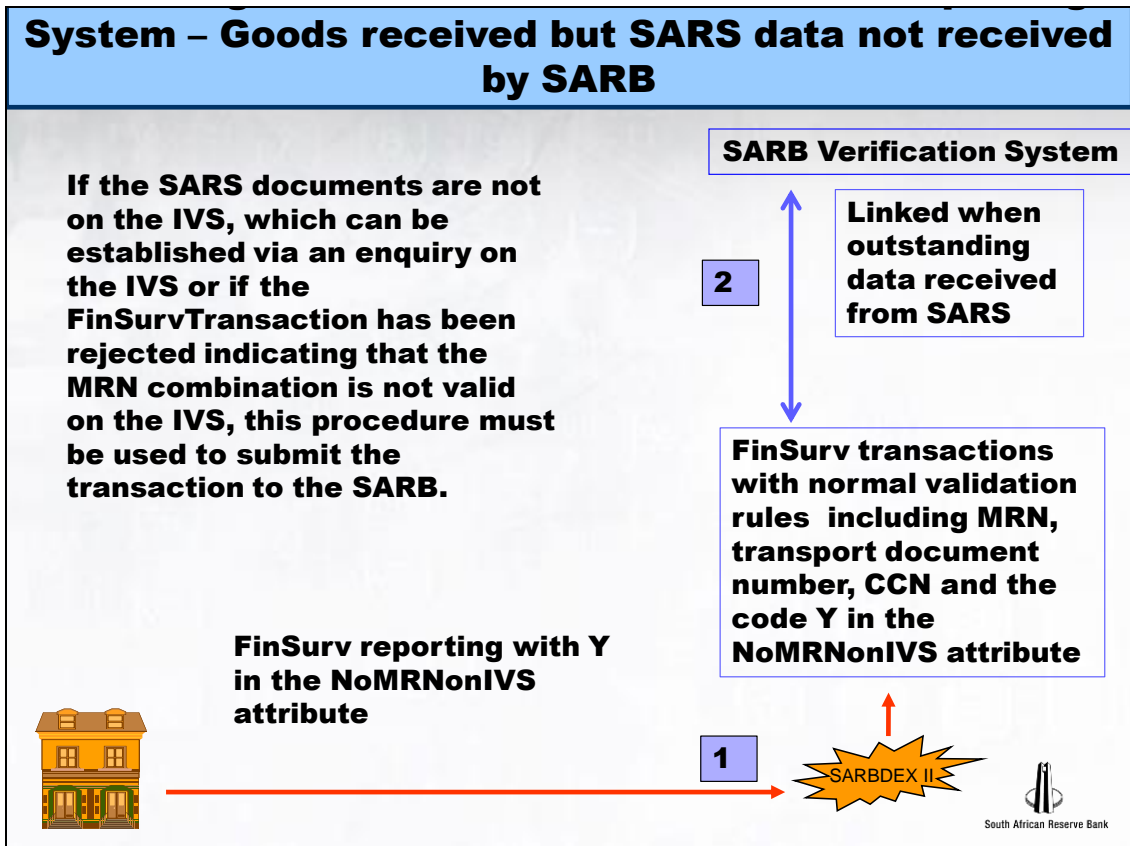 System – Goods received but SARS data not received
by SARB
SARB Verification System
If the SARS documents are not
on the IVS, which can be
established via an enquiry on
the IVS or if the
FinSurvTransaction has been
rejected indicating that the
MRN combination is not valid
on the IVS, this procedure must
be used to submit the
transaction to the SARB.
Linked when
outstanding
data received
from SARS
2
FinSurv transactions
with normal validation
rules including MRN,
transport document
number, CCN and the
code Y in the
NoMRNonIVS attribute
FinSurv reporting with Y
in the NoMRNonIVS
attribute
1
SARBDEX II
South African Reserve Bank